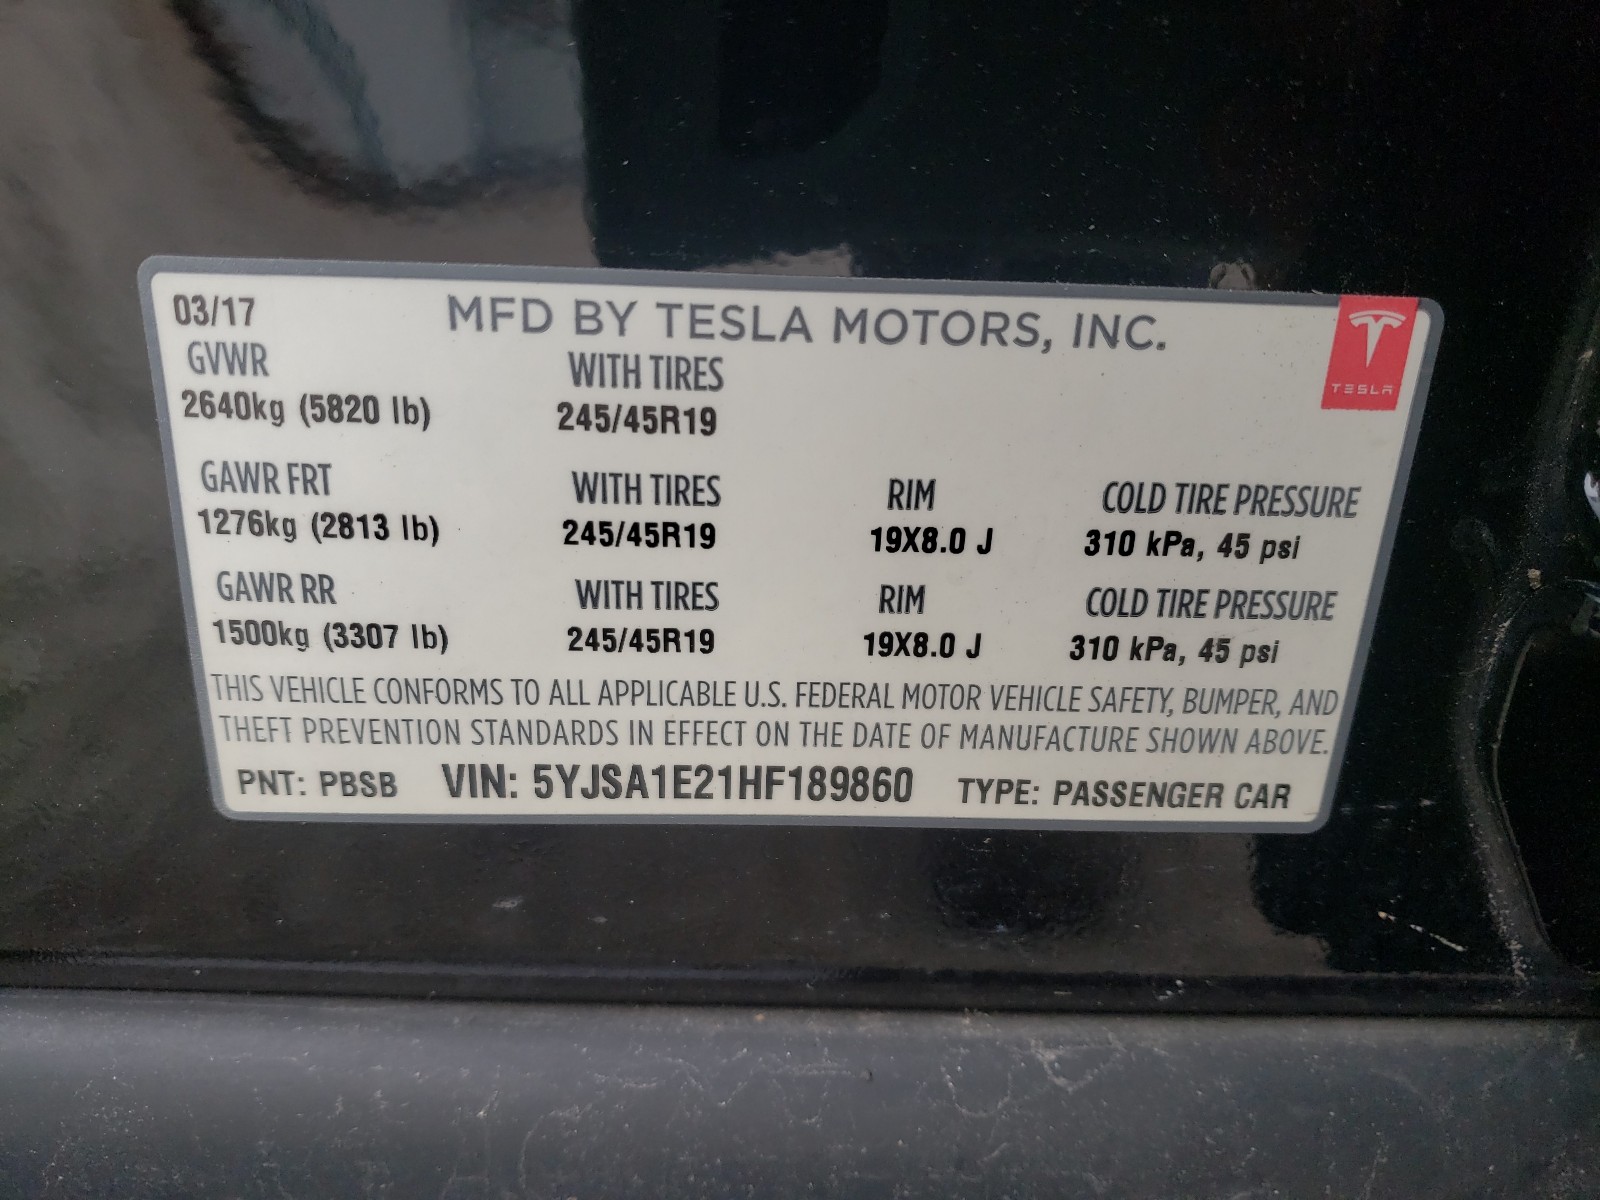 03/17 MFD BY TESLA MOTORS, INC.
TESLA
GVWR WITH TIRES
2640kg (5820 lb) 245/45R19
GAWR FRT WITH TIRES RIM COLD TIRE PRESSURE
1276kg (2813 lb) 245/45R19 19X8.0 J 310 kPa, 45 psi
GAWR RR WITH TIRES RIM COLD TIRE PRESSURE
1500kg (3307 lb) 245/45R19 19X8.0 J 310 kPa, 45 psi
THIS VEHICLE CONFORMS TO ALL APPLICABLE U.S. FEDERAL MOTOR VEHICLE SAFETY, BUMPER, AND
THEFT PREVENTION STANDARDS IN EFFECT ON THE DATE OF MANUFACTURE SHOWN ABOVE.
PNT: PBSB VIN: 5YJSA1E21HF189860 TYPE: PASSENGER CAR